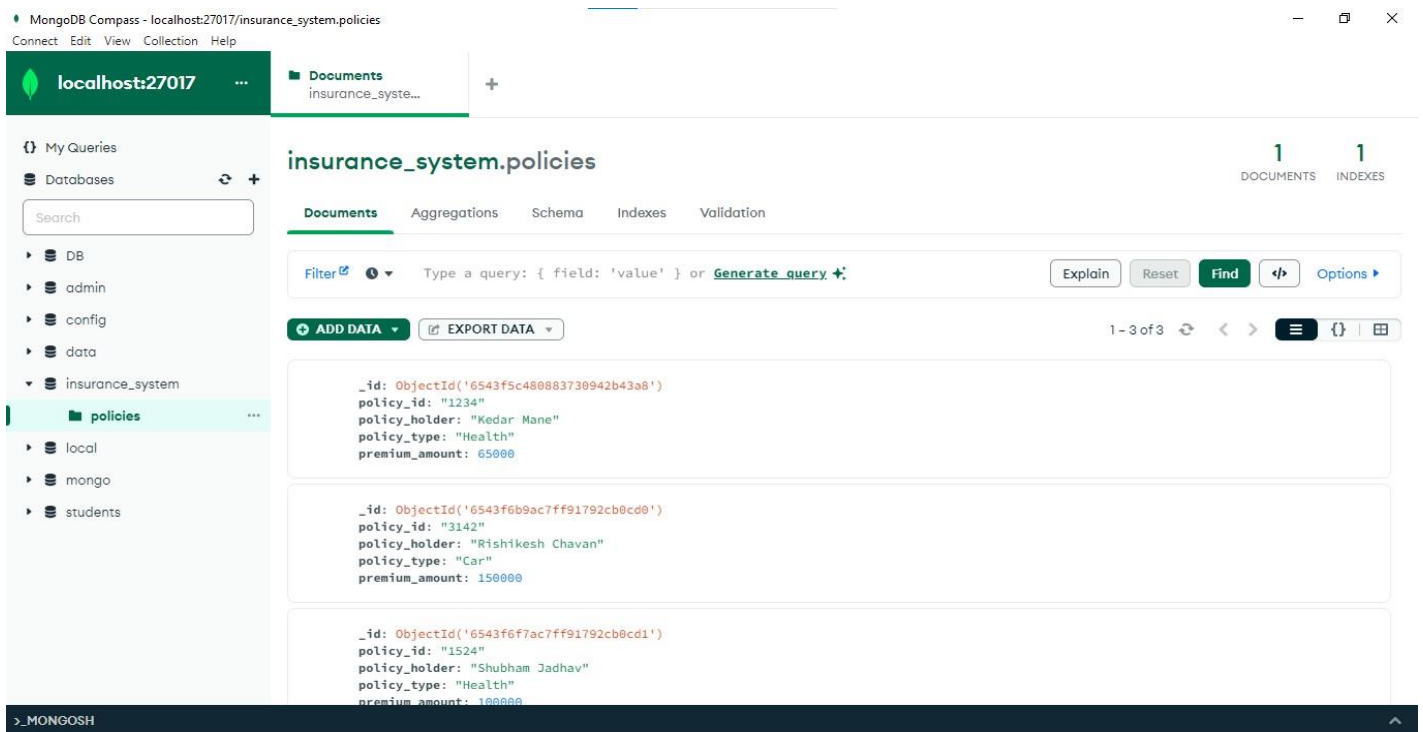 MongoDB Compass - localhost:27017/insurance_system.policies
Connect Edit View Collection Help
localhost:27017 ...
Documents
insurance_syste...
+
{} My Queries
Databases
Search
DB
admin
config
data
insurance_system
policies ...
local
mongo
students
insurance_system.policies
1 DOCUMENTS
1 INDEXES
Documents Aggregations Schema Indexes Validation
Filter Type a query: { field: 'value' } or Generate query Explain Reset Find </> Options
ADD DATA EXPORT DATA 1 – 3 of 3 {}
_id: ObjectId('6543f5c480883730942b43a8')
policy_id: "1234"
policy_holder: "Kedar Mane"
policy_type: "Health"
premium_amount: 65000
_id: ObjectId('6543f6b9ac7ff91792cb0cd0')
policy_id: "3142"
policy_holder: "Rishikesh Chavan"
policy_type: "Car"
premium_amount: 150000
_id: ObjectId('6543f6f7ac7ff91792cb0cd1')
policy_id: "1524"
policy_holder: "Shubham Jadhav"
policy_type: "Health"
premium_amount: 100000
>_MONGOSH